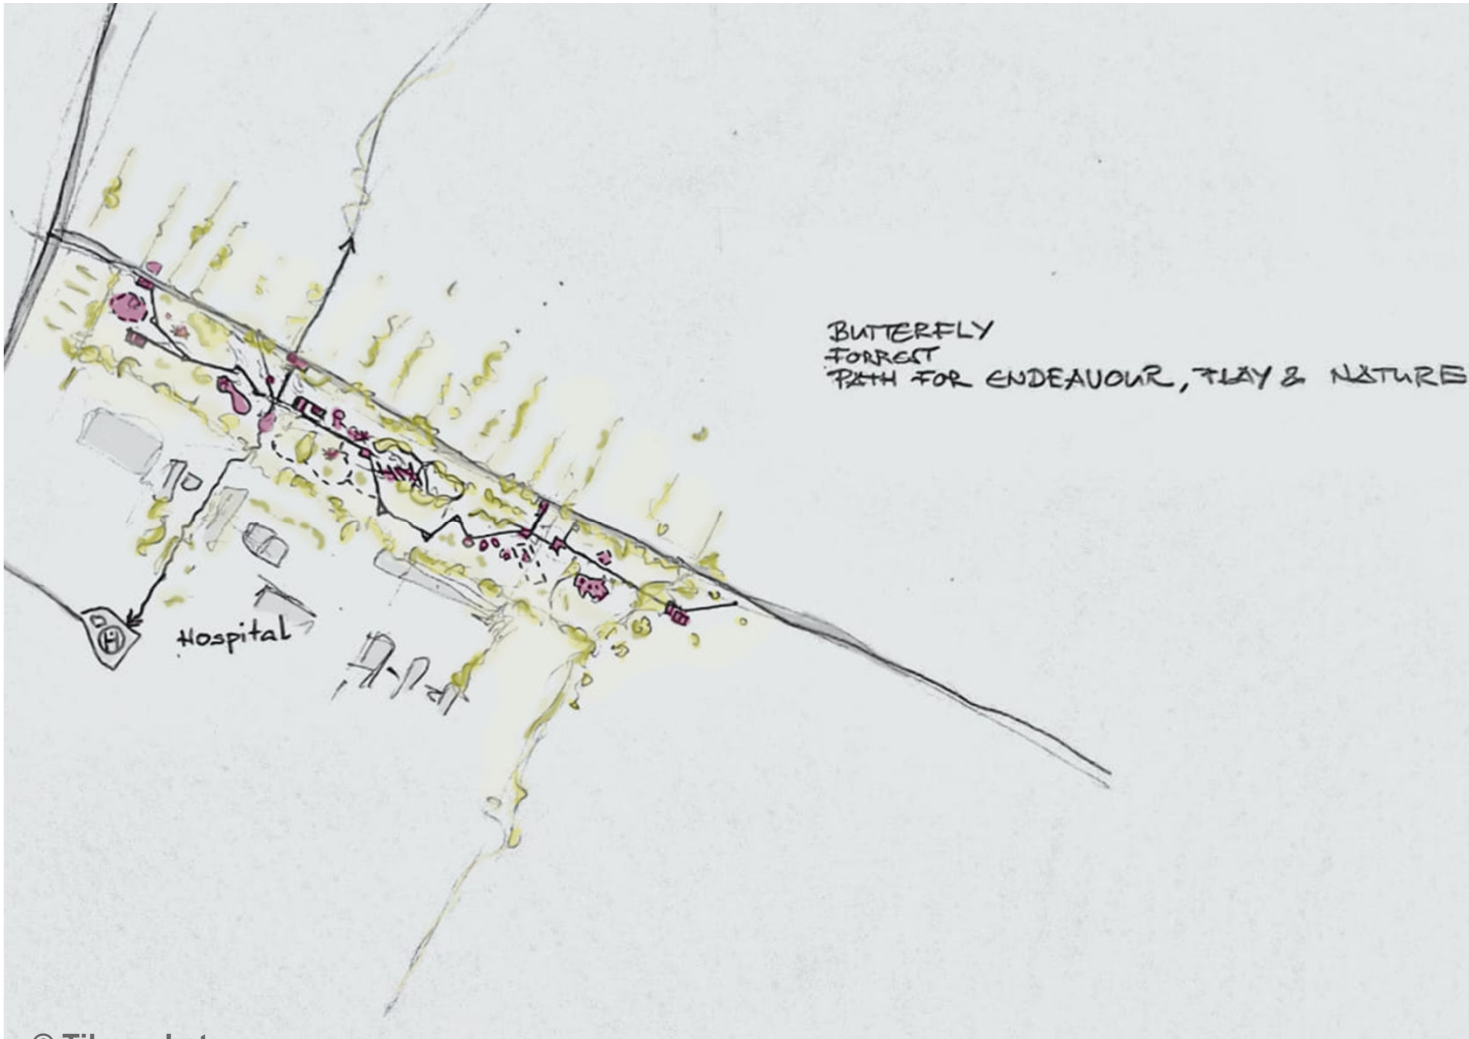 BUTTERFLY
FORREST
PATH FOR ENDEAVOUR, PLAY & NATURE
H
Hospital